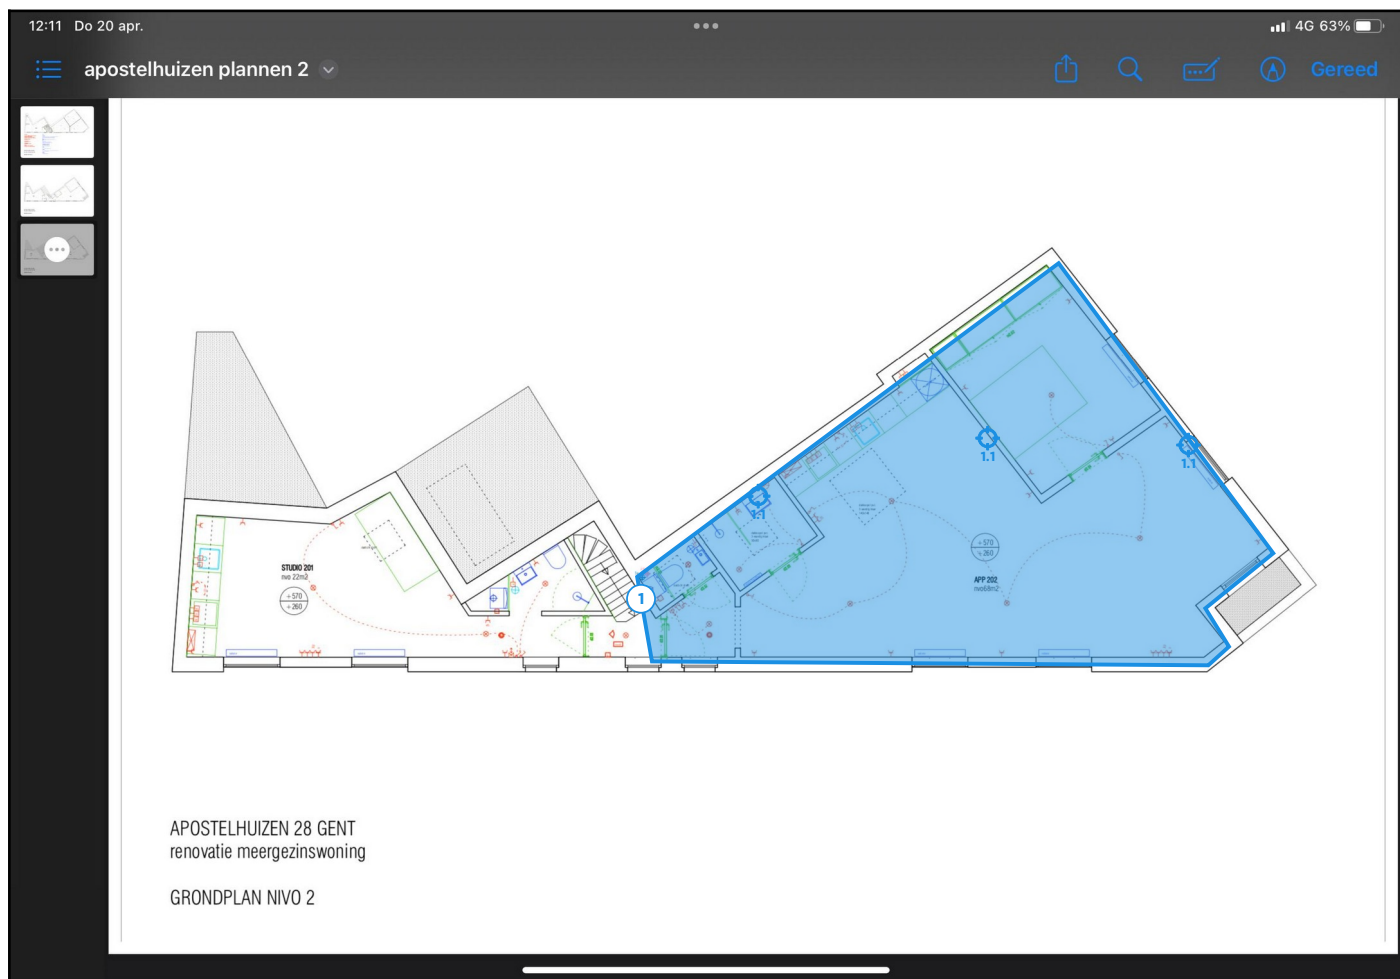 12:11 Do 20 apr.
4G 63%
apostelhuizen plannen 2
Gereed
1.1
1.1
1.1
STUDIO 201
nvo 22m2
+570
+260
+570
+260
APP 202
nvo68m2
1
APOSTELHUIZEN 28 GENT
renovatie meergezinswoning
GRONDPLAN NIVO 2